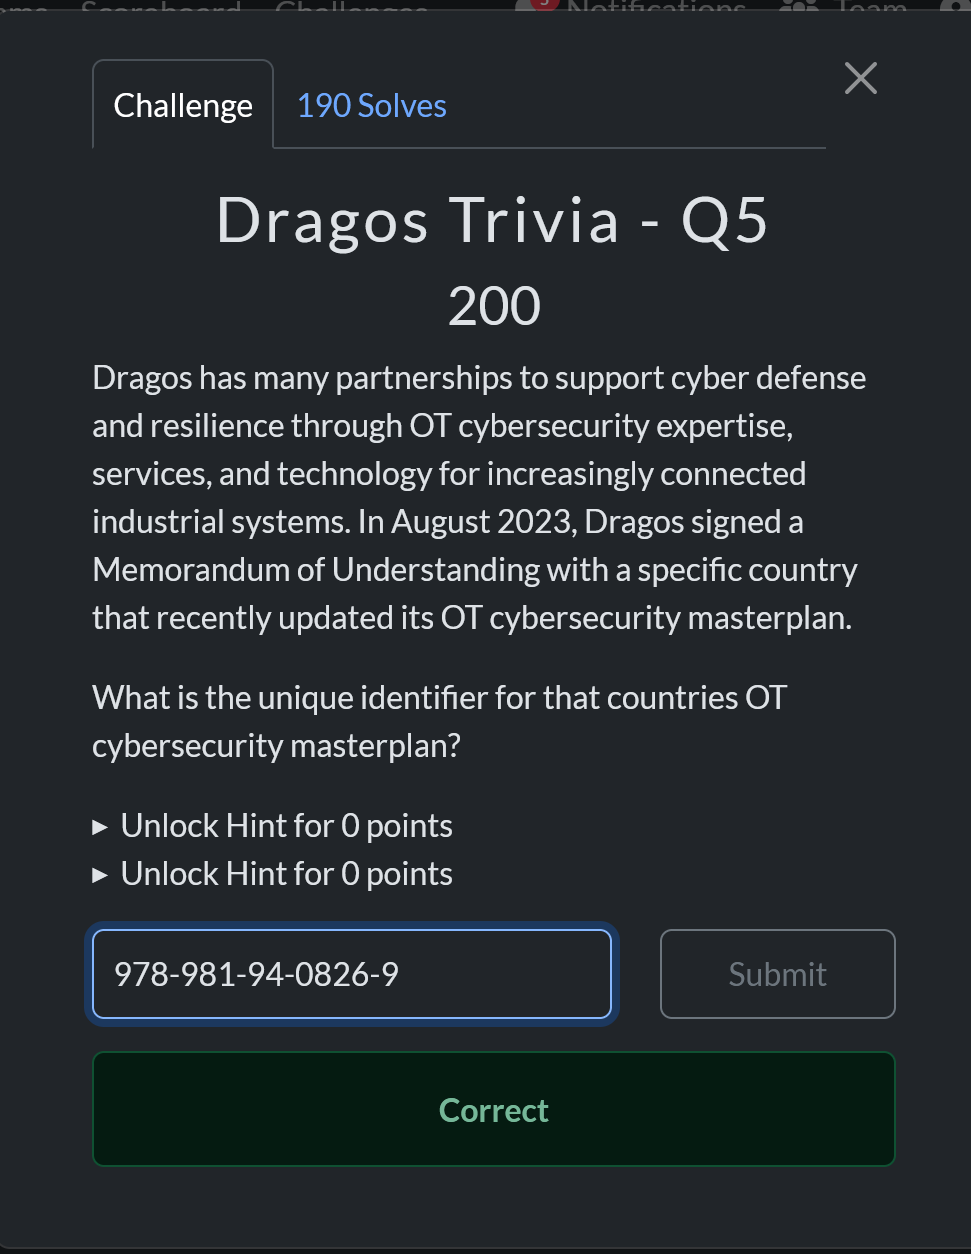 Scoreboard Challenges Notifications Team
Challenge
190 Solves
Dragos Trivia - Q5
200
Dragos has many partnerships to support cyber defense
and resilience through OT cybersecurity expertise,
services, and technology for increasingly connected
industrial systems. In August 2023, Dragos signed a
Memorandum of Understanding with a specific country
that recently updated its OT cybersecurity masterplan.
What is the unique identifier for that countries OT
cybersecurity masterplan?
▸ Unlock Hint for 0 points
▸ Unlock Hint for 0 points
978-981-94-0826-9
Submit
Correct